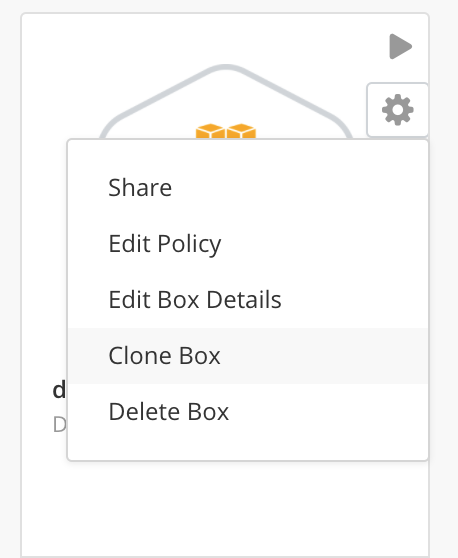 Share
Edit Policy
Edit Box Details
Clone Box
Delete Box